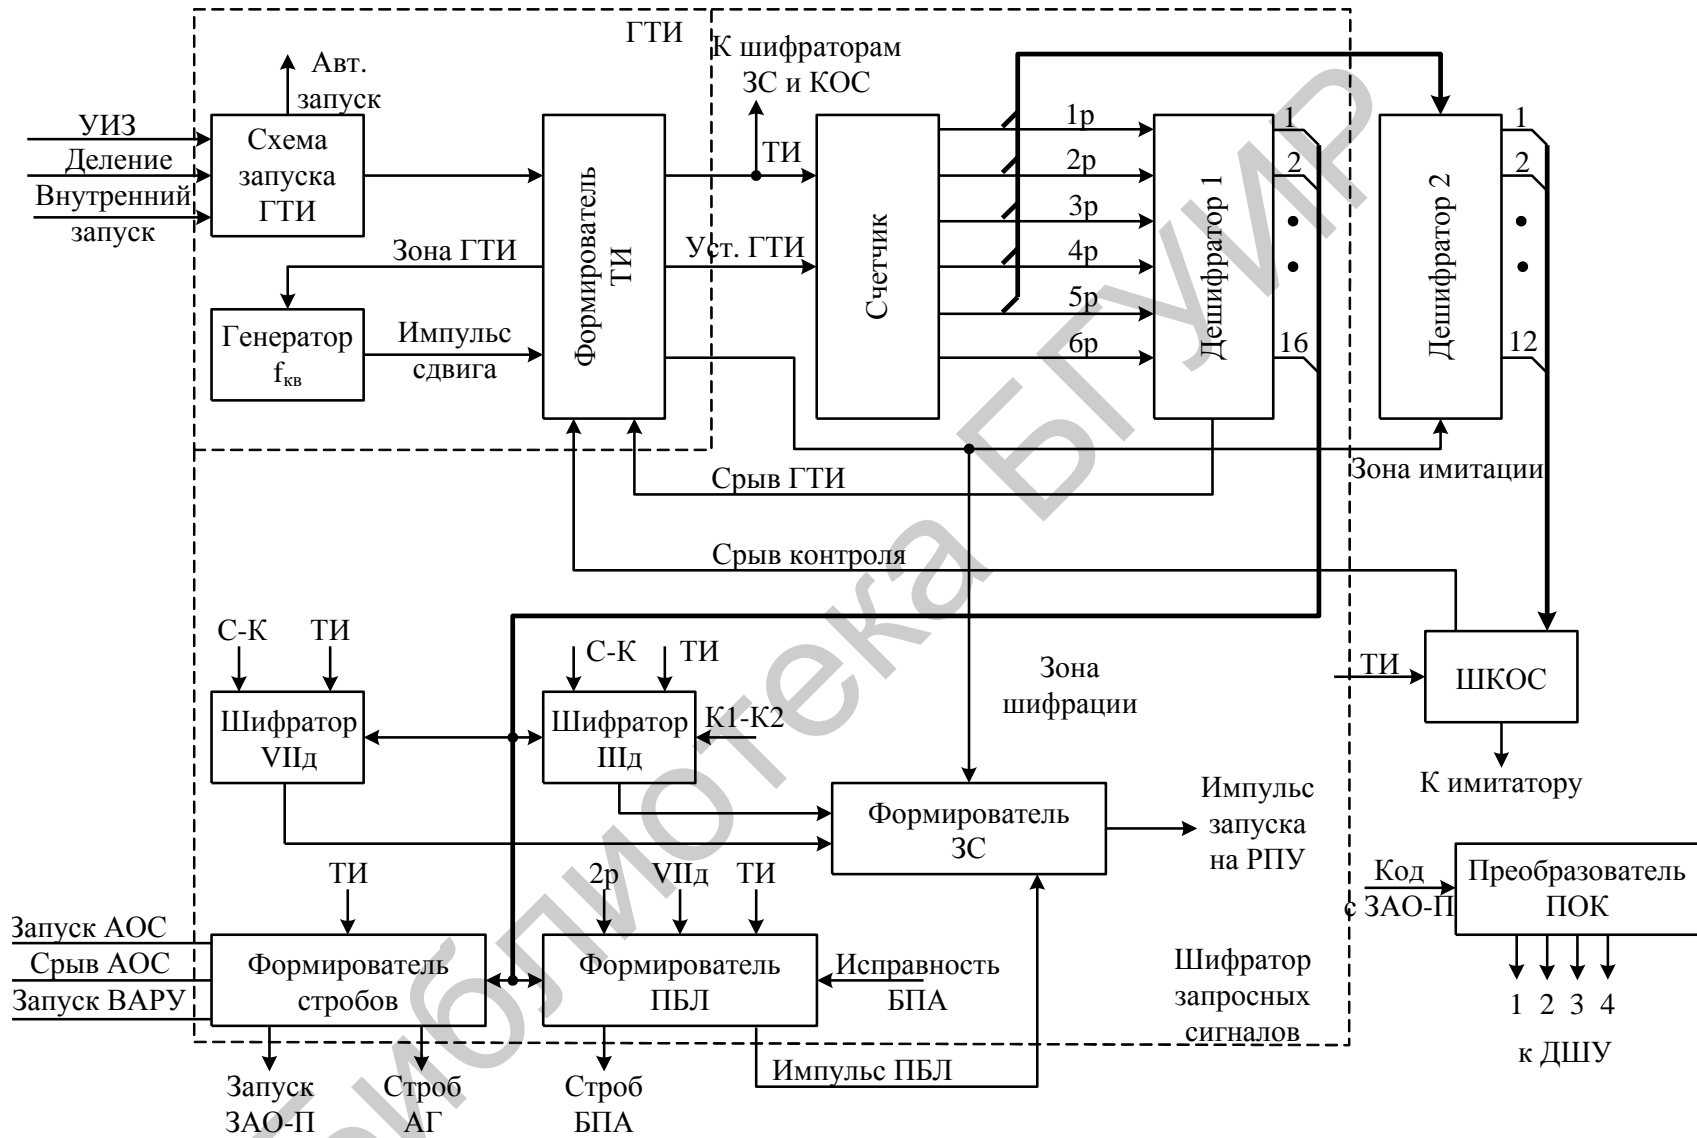 ГТИ
К шифраторам
ЗС и КОС
Авт.
запуск
УИЗ
Деление
Внутренний
запуск
Схема
запуска
ГТИ
Зона ГТИ
Генератор
fкв
Импульс
сдвига
Формирователь
ТИ
ТИ
Уст. ГТИ
Счетчик
1р
2р
3р
4р
5р
6р
Дешифратор 1
1
2
16
Дешифратор 2
1
2
12
Зона имитации
Срыв ГТИ
Срыв контроля
С-К
ТИ
Шифратор
VIIд
С-К
ТИ
Шифратор
IIIд
К1-К2
Зона
шифрации
ТИ
ШКОС
К имитатору
Формирователь
ЗС
Импульс
запуска
на РПУ
Код
с ЗАО-П
Преобразователь
ПОК
1 2 3 4
к ДШУ
Запуск АОС
Срыв АОС
Запуск ВАРУ
ТИ
Формирователь
стробов
2р
VIIд
ТИ
Формирователь
ПБЛ
Исправность
БПА
Шифратор
запросных
сигналов
Запуск
ЗАО-П
Строб
АГ
Строб
БПА
Импульс ПБЛ
Библиотека БГУИР